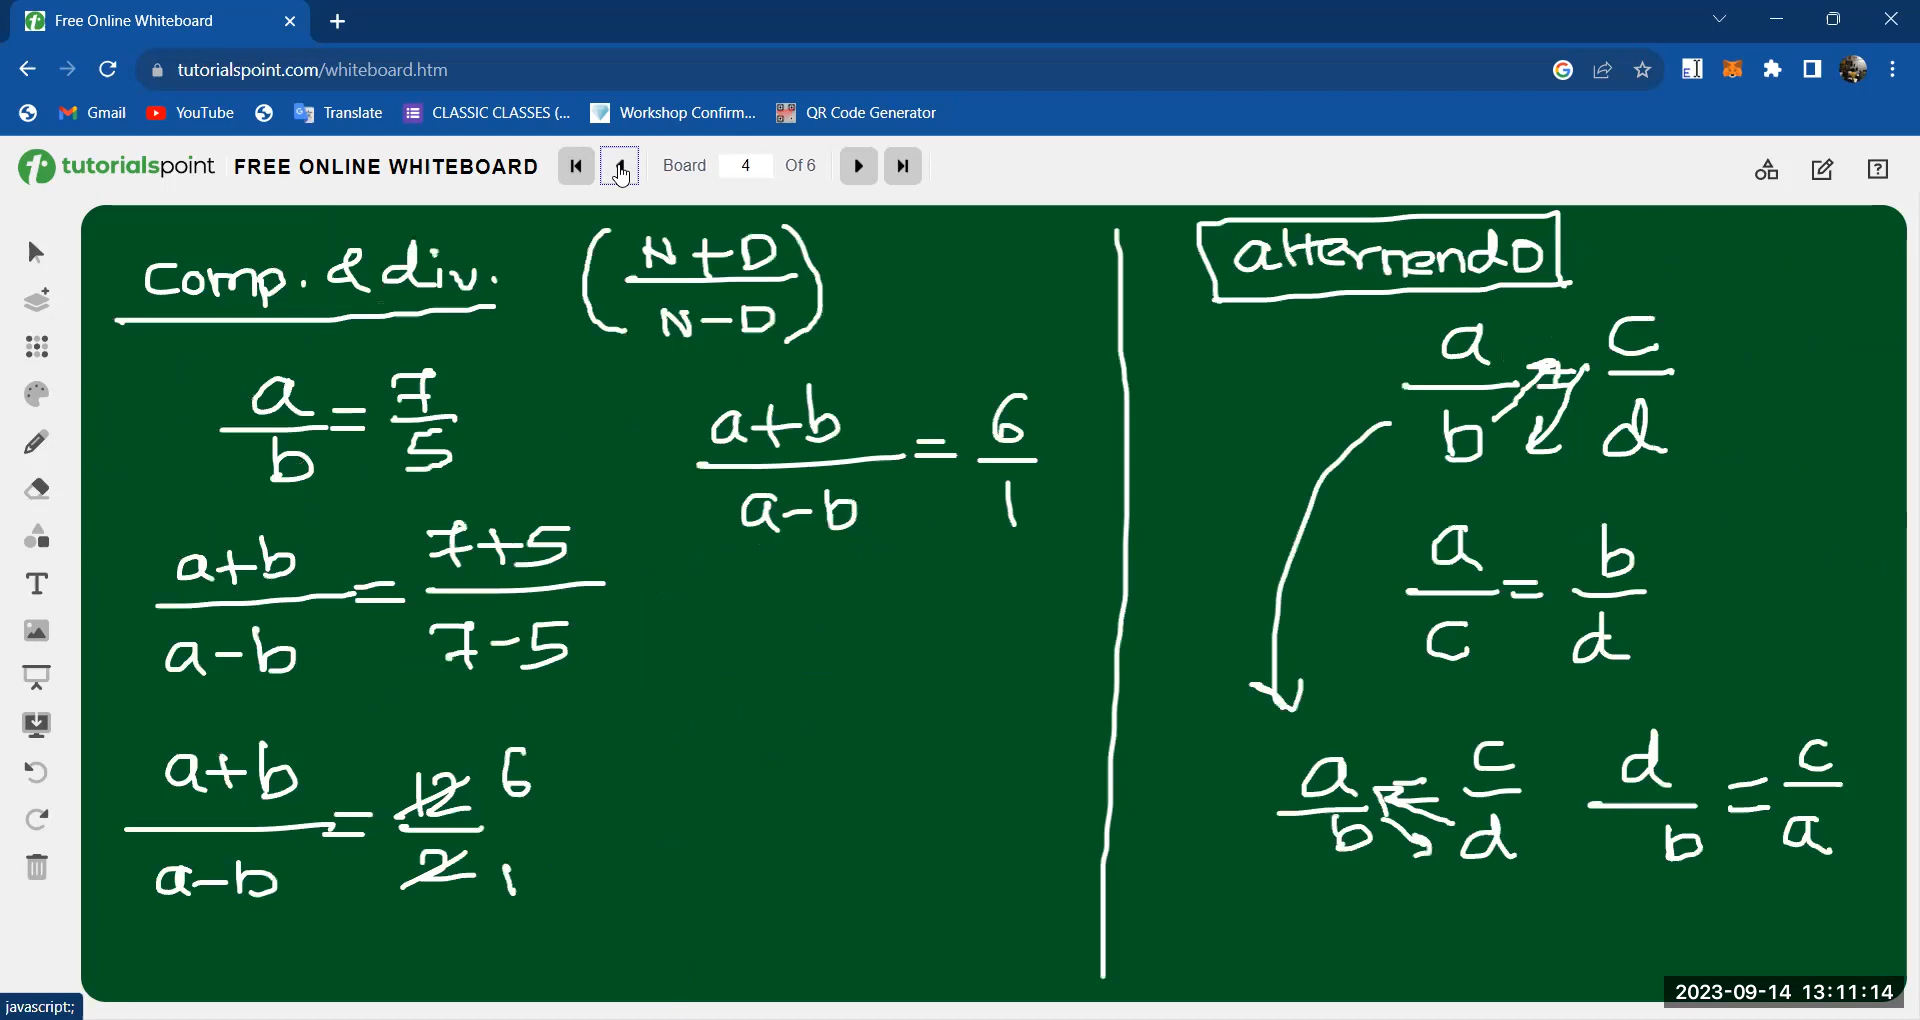 Free Online Whiteboard
tutorialspoint.com/whiteboard.htm
Gmail YouTube Translate CLASSIC CLASSES (... Workshop Confirm... QR Code Generator
tutorialspoint FREE ONLINE WHITEBOARD Board 4 Of 6
Comp. & div. (N+D / N-D)
a/b = 7/5
a+b/a-b = 6/1
a+b/a-b = 7+5/7-5
a+b/a-b = 12/2 6/1
alternendo
a/b = c/d
a/c = b/d
a/b = c/d d/b = c/a
javascript:;
2023-09-14 13:11:14